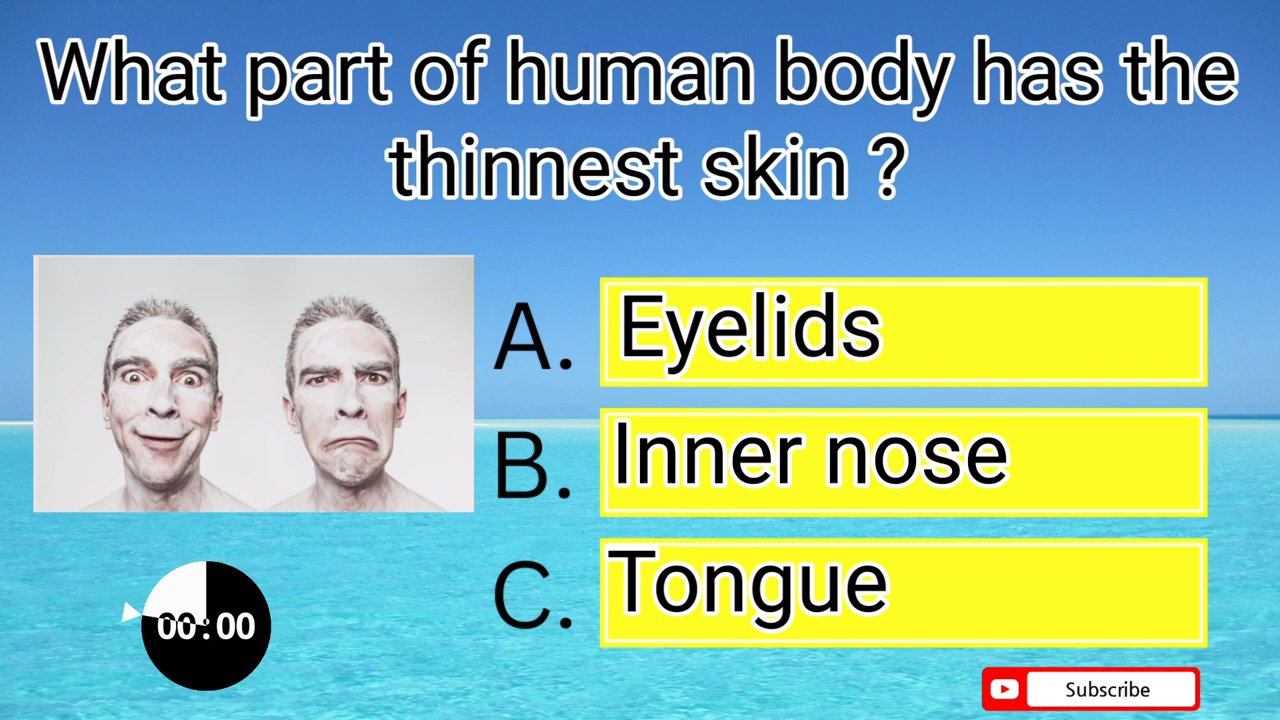 What part of human body has the
thinnest skin ?
A. Eyelids
B. Inner nose
C. Tongue
00:00
Subscribe